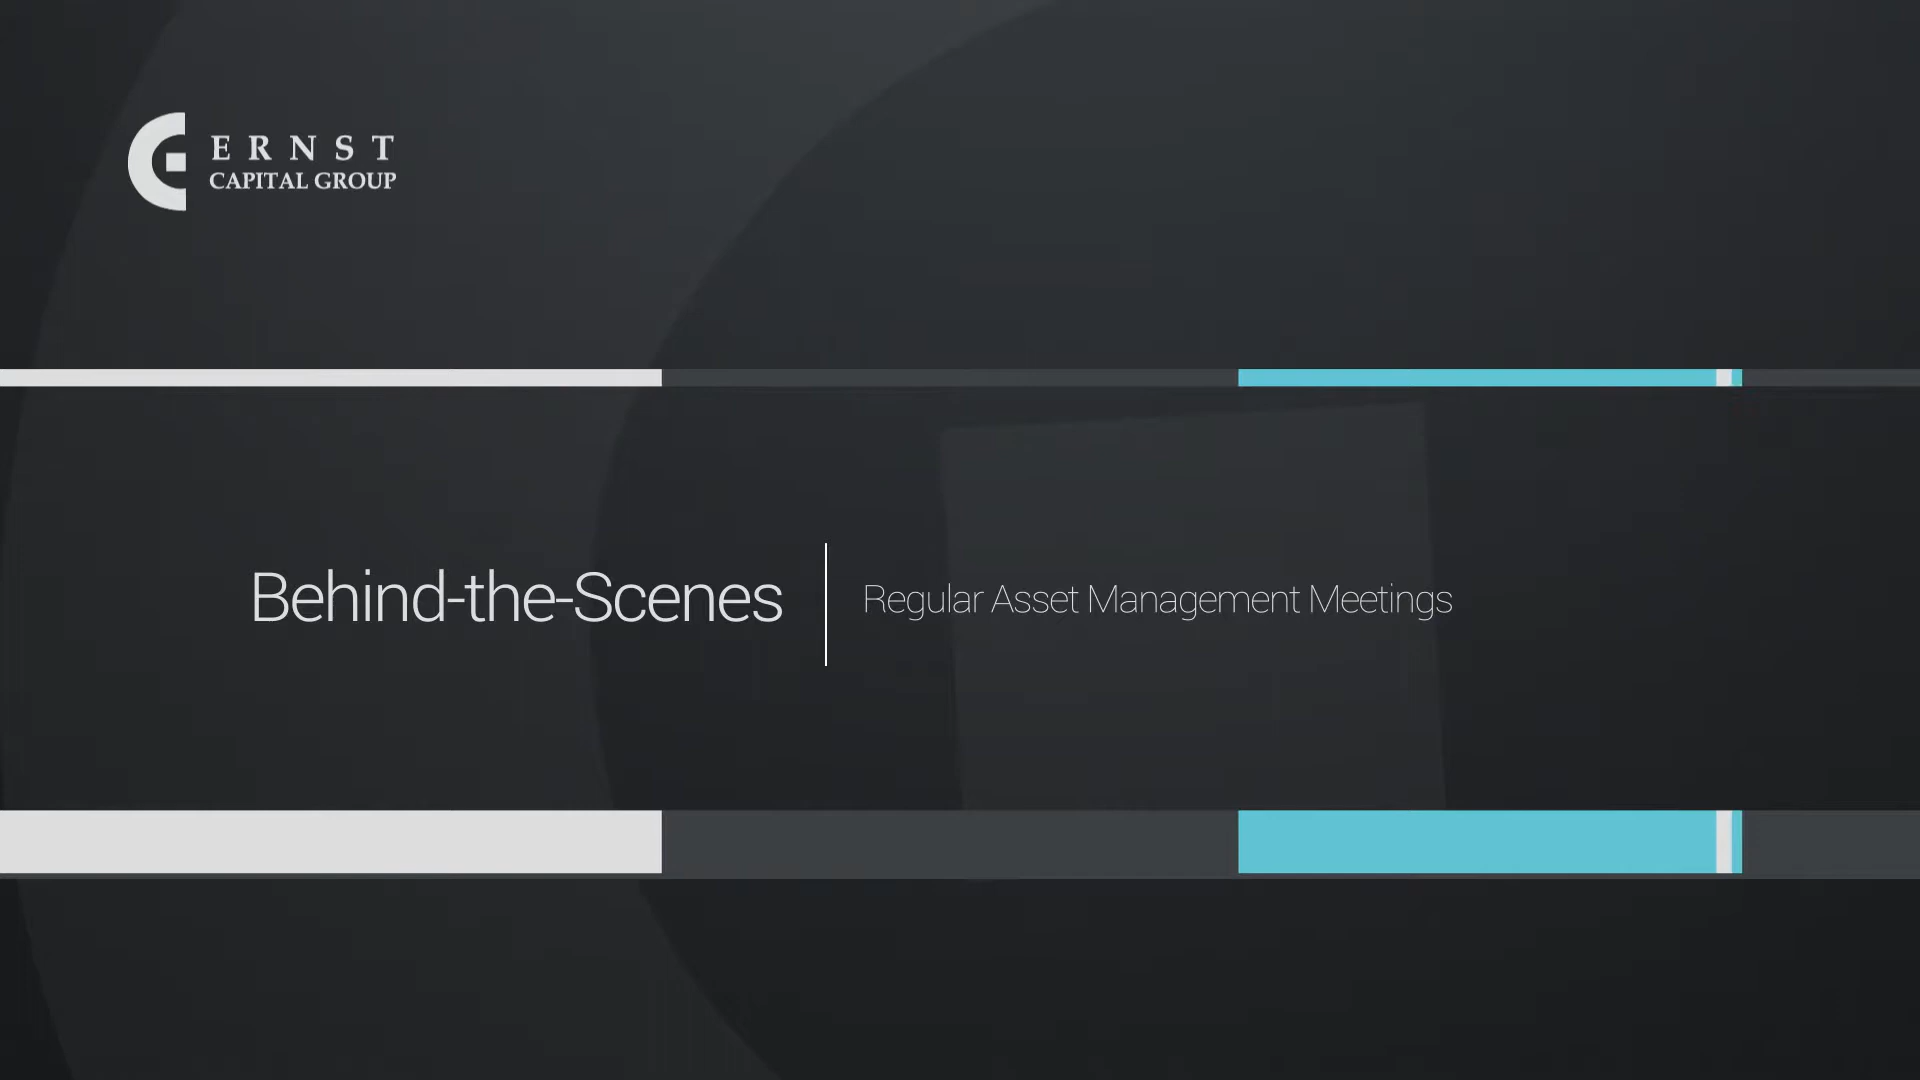 ERNST
CAPITAL GROUP
Behind-the-Scenes
Regular Asset Management Meetings